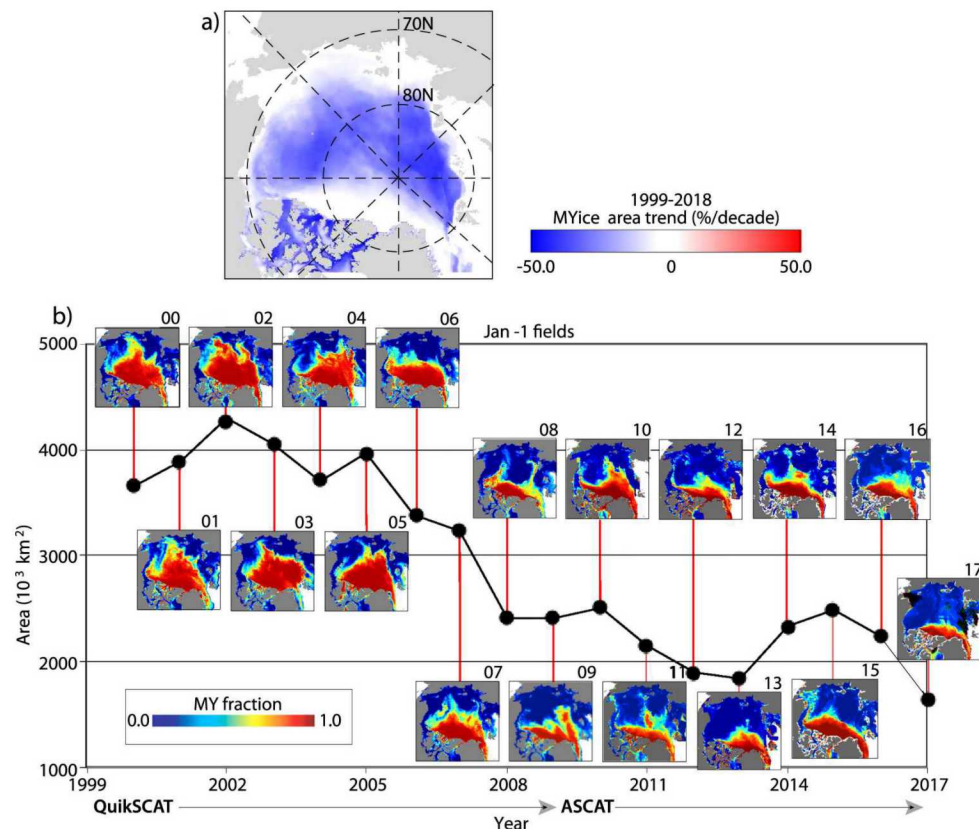 a)
70N
80N
1999-2018
MYice area trend (%/decade)
-50.0 0 50.0
b)
00 02 04 06
Jan -1 fields
5000
4000
3000
2000
1000
Area (10³ km²)
08 10 12 14 16
01 03 05
17
07 09 11 13 15
MY fraction
0.0 1.0
1999 2002 2005 2008 2011 2014 2017
QuikSCAT ASCAT
Year